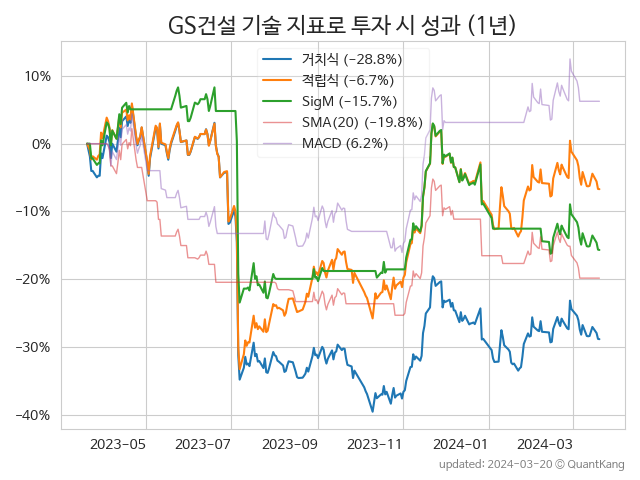 GS건설 기술 지표로 투자 시 성과 (1년)
거치식 (−28.8%)
적립식 (−6.7%)
SigM (−15.7%)
SMA(20) (−19.8%)
MACD (6.2%)
10%
0%
−10%
−20%
−30%
−40%
2023−05
2023−07
2023−09
2023−11
2024−01
2024−03
updated: 2024−03−20 @ QuantKang